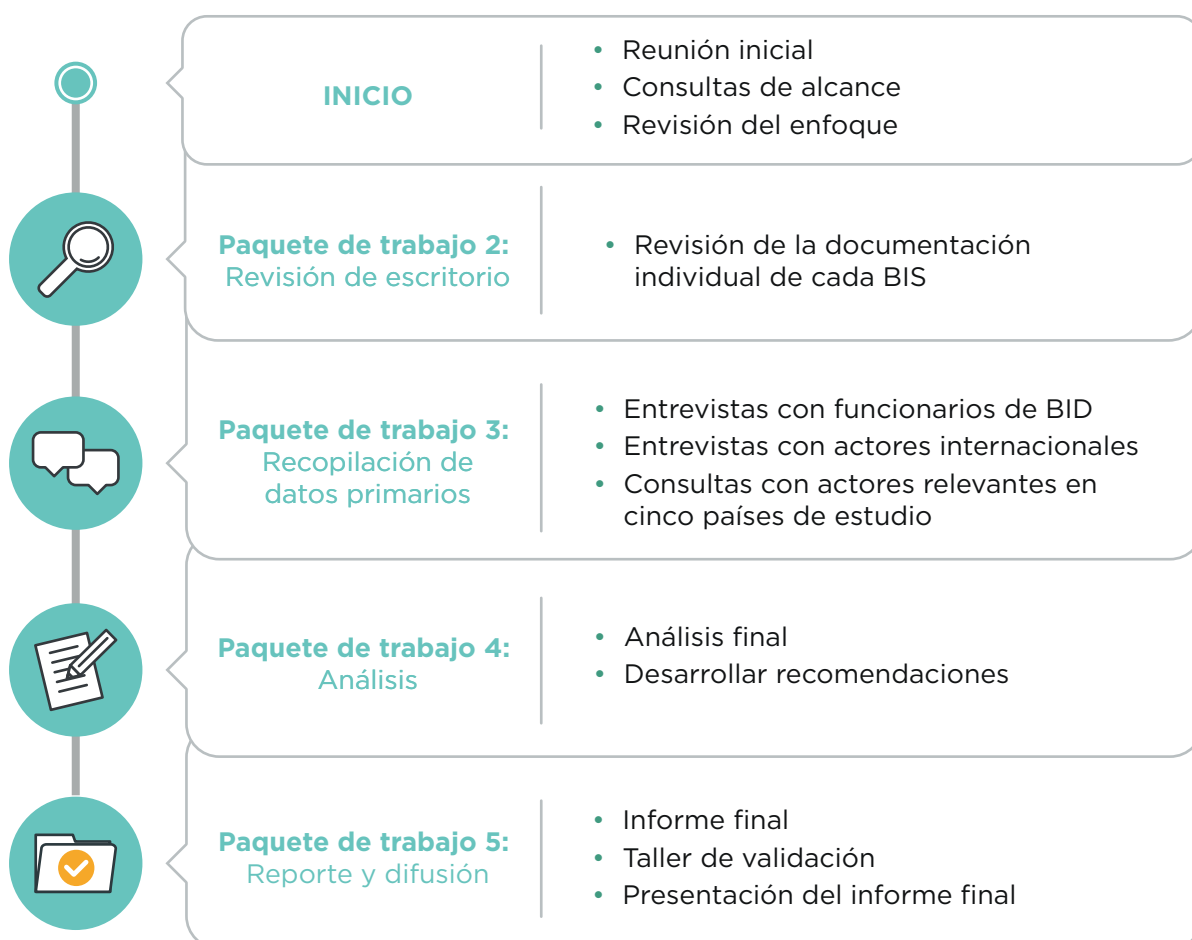 INICIO
• Reunión inicial
• Consultas de alcance
• Revisión del enfoque
Paquete de trabajo 2:
Revisión de escritorio
• Revisión de la documentación
individual de cada BIS
Paquete de trabajo 3:
Recopilación de
datos primarios
• Entrevistas con funcionarios de BID
• Entrevistas con actores internacionales
• Consultas con actores relevantes en
cinco países de estudio
Paquete de trabajo 4:
Análisis
• Análisis final
• Desarrollar recomendaciones
Paquete de trabajo 5:
Reporte y difusión
• Informe final
• Taller de validación
• Presentación del informe final